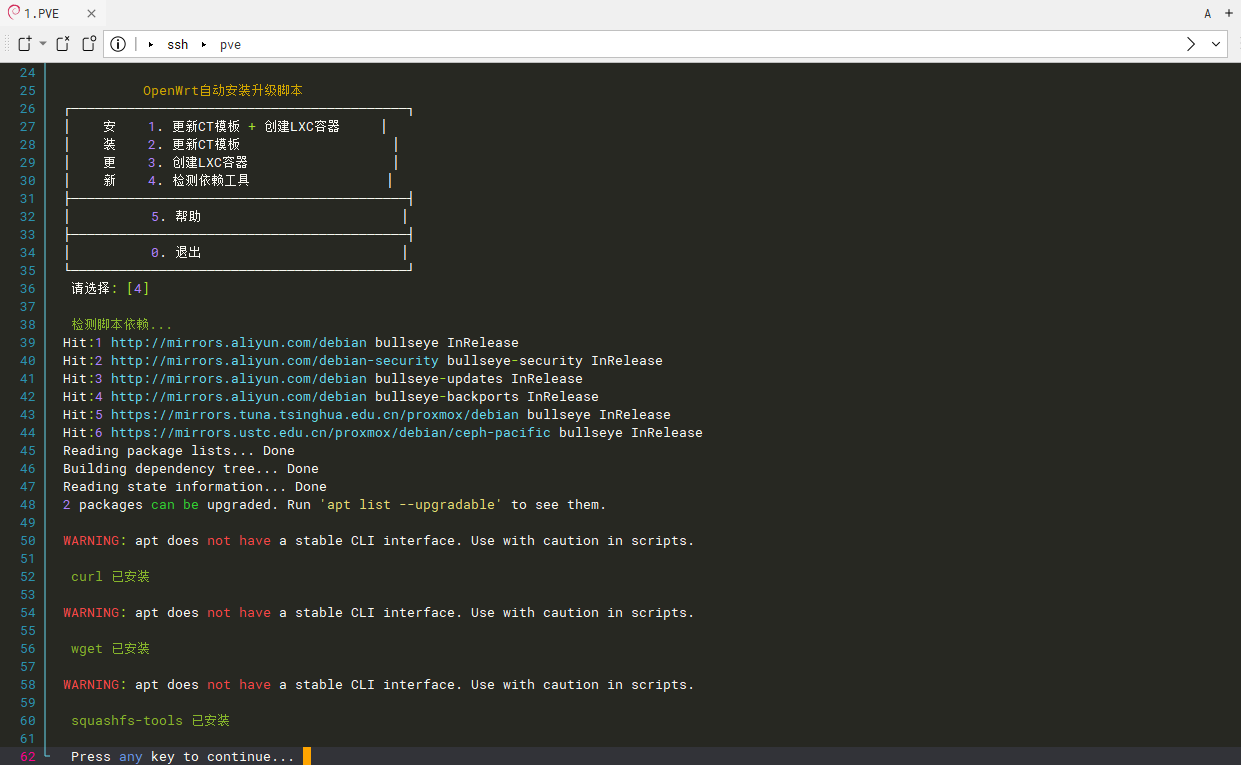 1.PVE
A +
ssh pve
24
25 OpenWrt自动安装升级脚本
26
27 安 1. 更新CT模板 + 创建LXC容器
28 装 2. 更新CT模板
29 更 3. 创建LXC容器
30 新 4. 检测依赖工具
31
32 5. 帮助
33
34 0. 退出
35
36 请选择: [4]
37
38 检测脚本依赖...
39 Hit:1 http://mirrors.aliyun.com/debian bullseye InRelease
40 Hit:2 http://mirrors.aliyun.com/debian-security bullseye-security InRelease
41 Hit:3 http://mirrors.aliyun.com/debian bullseye-updates InRelease
42 Hit:4 http://mirrors.aliyun.com/debian bullseye-backports InRelease
43 Hit:5 https://mirrors.tuna.tsinghua.edu.cn/proxmox/debian bullseye InRelease
44 Hit:6 https://mirrors.ustc.edu.cn/proxmox/debian/ceph-pacific bullseye InRelease
45 Reading package lists... Done
46 Building dependency tree... Done
47 Reading state information... Done
48 2 packages can be upgraded. Run 'apt list --upgradable' to see them.
49
50 WARNING: apt does not have a stable CLI interface. Use with caution in scripts.
51
52 curl 已安装
53
54 WARNING: apt does not have a stable CLI interface. Use with caution in scripts.
55
56 wget 已安装
57
58 WARNING: apt does not have a stable CLI interface. Use with caution in scripts.
59
60 squashfs-tools 已安装
61
62 Press any key to continue...